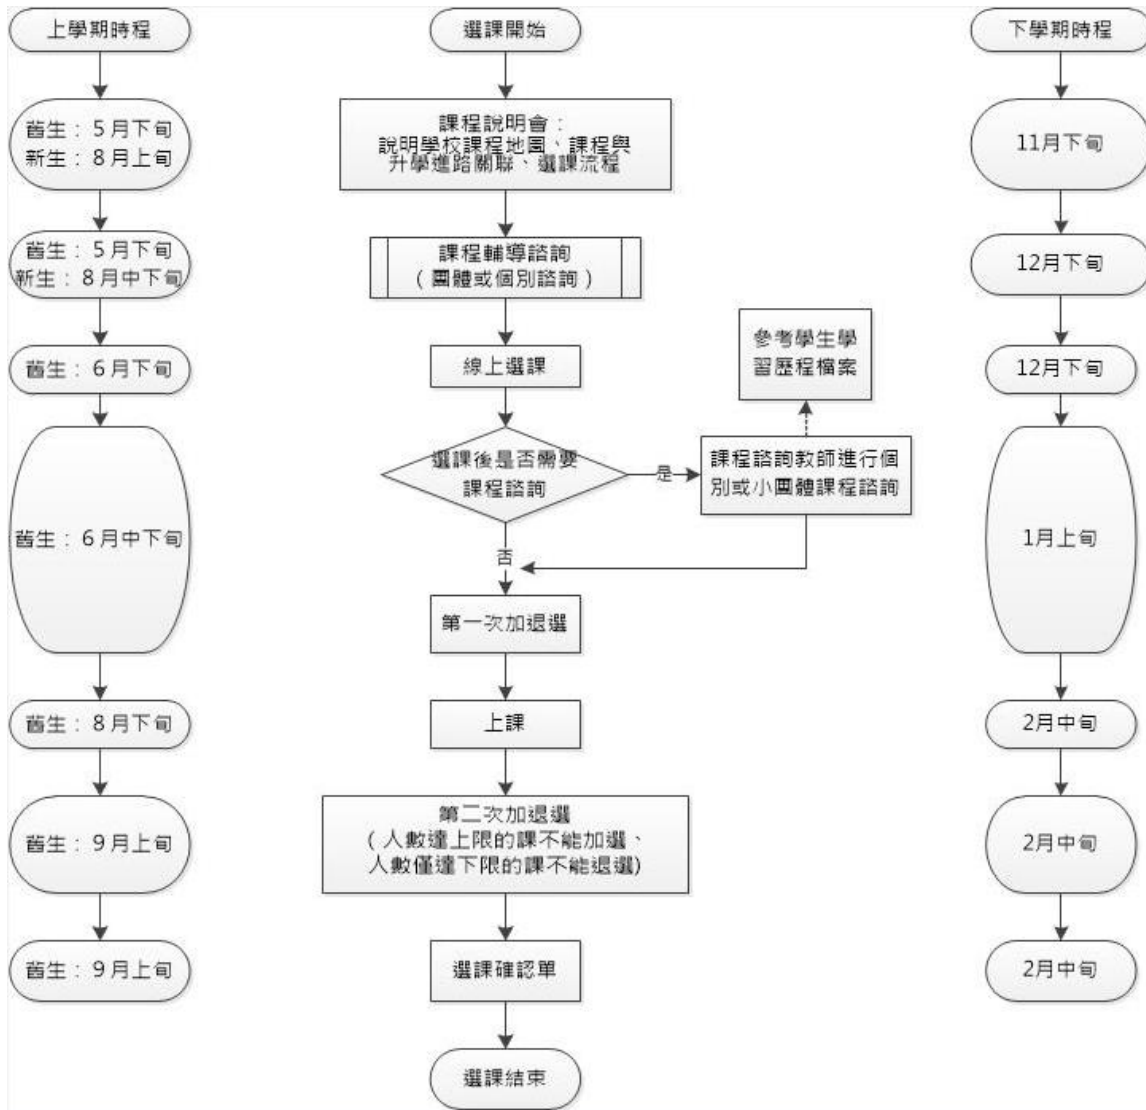 上學期時程
選課開始
下學期時程
舊生：5月下旬
新生：8月上旬
課程說明會：
說明學校課程地圖、課程與
升學進路關聯、選課流程
11月下旬
舊生：5月下旬
新生：8月中下旬
課程輔導諮詢
（團體或個別諮詢）
12月下旬
舊生：6月下旬
線上選課
參考學生學
習歷程檔案
12月下旬
選課後是否需要
課程諮詢
是
課程諮詢教師進行個
別或小團體課程諮詢
舊生：6月中下旬
1月上旬
否
第一次加退選
舊生：8月下旬
上課
2月中旬
舊生：9月上旬
第二次加退選
（人數達上限的課不能加選、
人數僅達下限的課不能退選)
2月中旬
舊生：9月上旬
選課確認單
2月中旬
選課結束